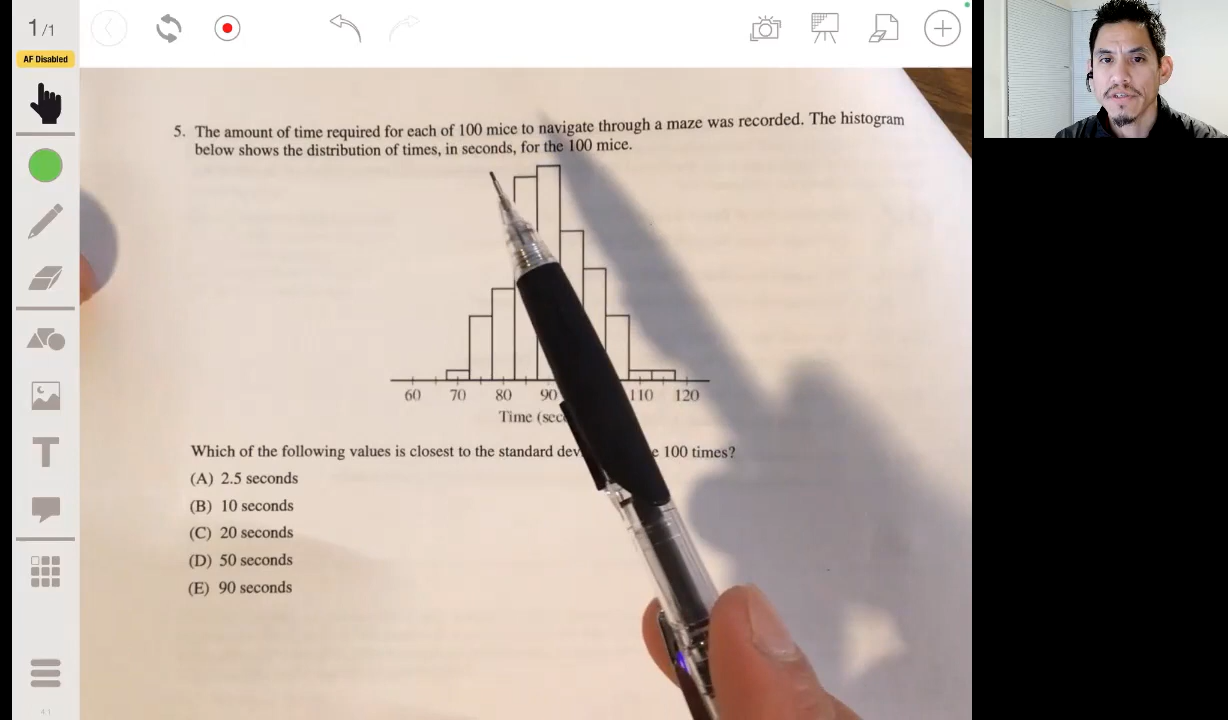 1/1
AF Disabled
5. The amount of time required for each of 100 mice to navigate through a maze was recorded. The histogram
below shows the distribution of times, in seconds, for the 100 mice.
60 70 80 90 110 120
Time
Which of the following values is closest to the standard 100 times?
(A) 2.5 seconds
(B) 10 seconds
(C) 20 seconds
(D) 50 seconds
(E) 90 seconds
T